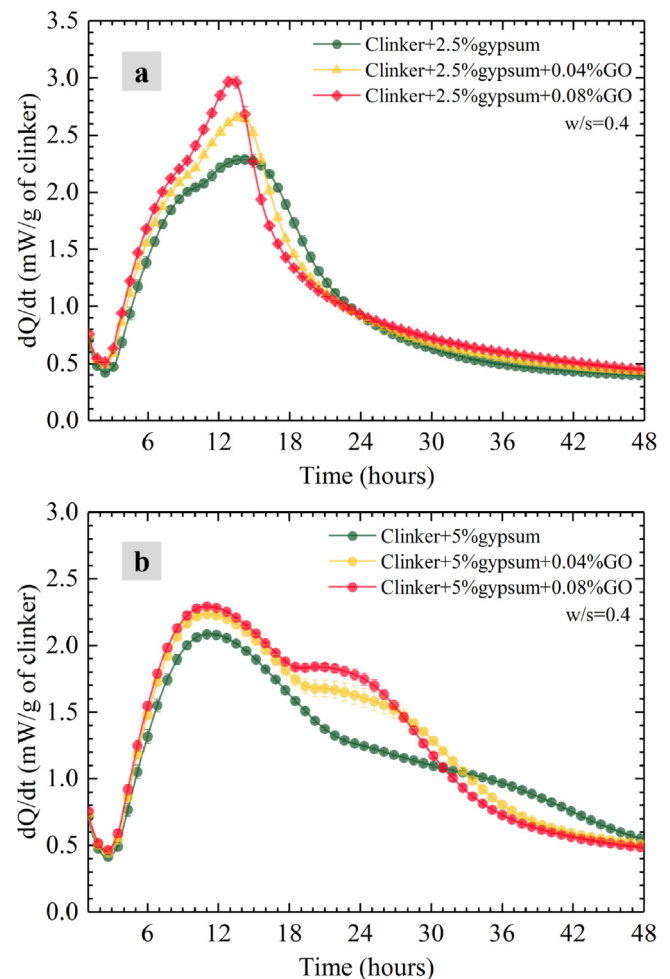 a
Clinker+2.5%gypsum
Clinker+2.5%gypsum+0.04%GO
Clinker+2.5%gypsum+0.08%GO
w/s=0.4
dQ/dt (mW/g of clinker)
3.5
3.0
2.5
2.0
1.5
1.0
0.5
0.0
6 12 18 24 30 36 42 48
Time (hours)
b
Clinker+5%gypsum
Clinker+5%gypsum+0.04%GO
Clinker+5%gypsum+0.08%GO
w/s=0.4
dQ/dt (mW/g of clinker)
3.0
2.5
2.0
1.5
1.0
0.5
0.0
6 12 18 24 30 36 42 48
Time (hours)